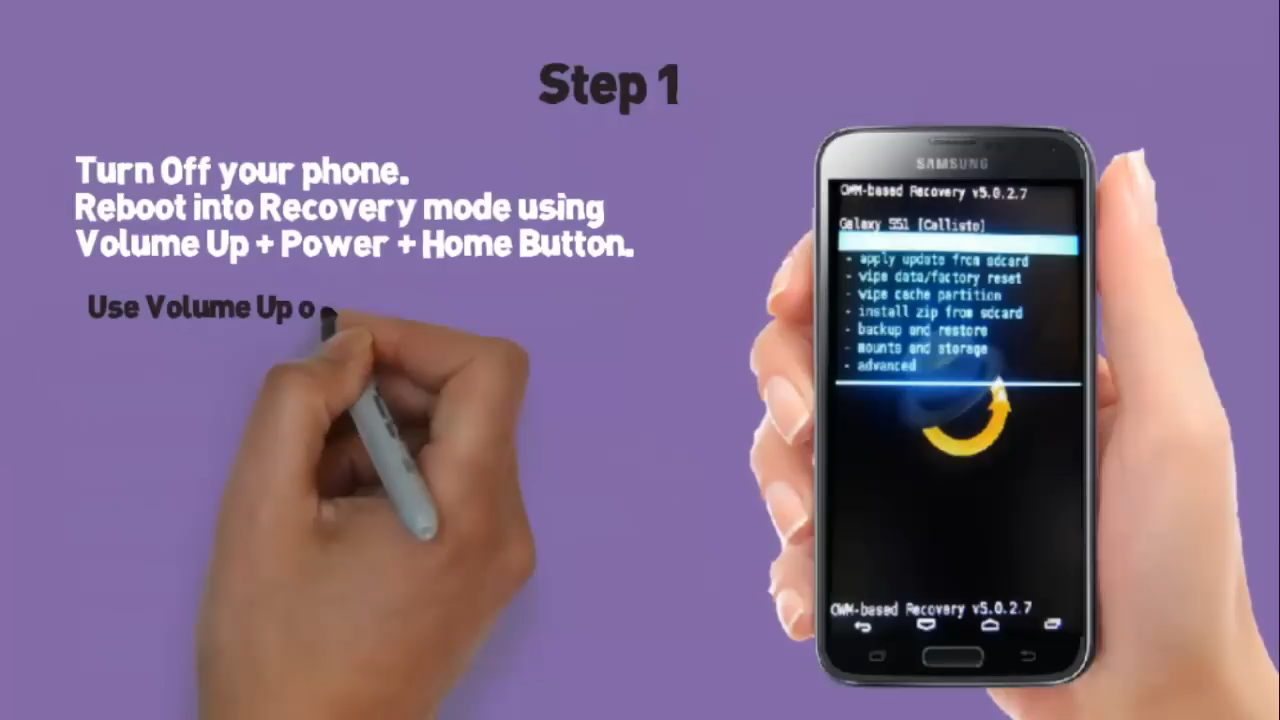 Step 1
Turn Off your phone.
Reboot into Recovery mode using
Volume Up + Power + Home Button.
Use Volume Up o
SAMSUNG
CWM-based Recovery v5.0.2.7
Galaxy 551 [Callisto]
- apply update from sdcard
- wipe data/factory reset
- wipe cache partition
- install zip from sdcard
- backup and restore
- mounts and storage
- advanced
CWM-based Recovery v5.0.2.7